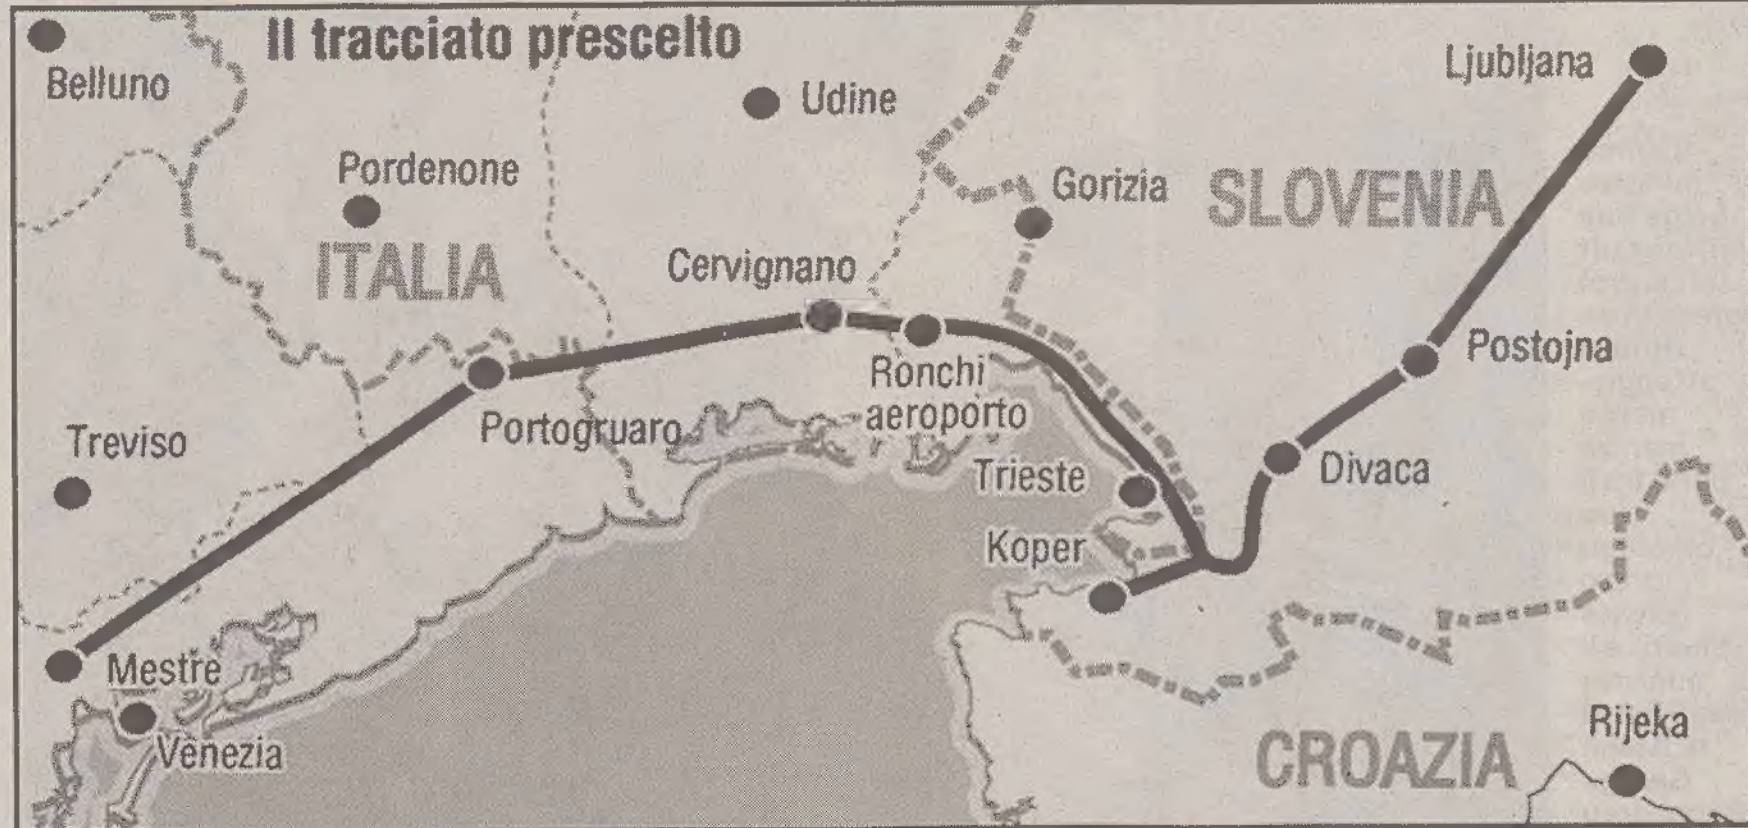 Il tracciato prescelto
Belluno
Ljubljana
Udine
Pordenone
Gorizia
SLOVENIA
ITALIA
Cervignano
Postojna
Ronchi
aeroporto
Portogruaro
Treviso
Trieste
Divaca
Koper
Mestre
Venezia
CROAZIA
Rijeka